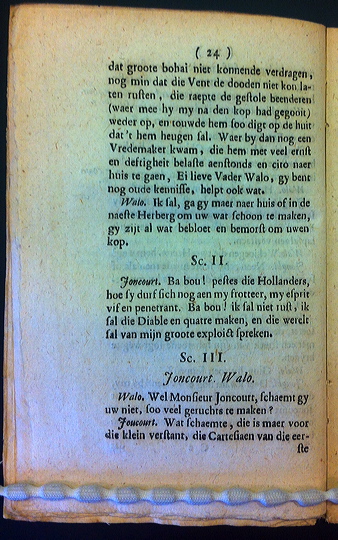 ( 24 )
dat groote bohai niet konnende verdragen,
nog min dat die Vent de dooden niet kon la-
ten rusten, die raepte de gestole beenderen
(waer mee hy my na den kop had gegoit)
weder op, en touwde hem soo digt op de huit
dat 't hem heugen sal. Waer by dan nog een
Vredemaker kwam, die hem met veel ernst
en deftigheit belaste aenstonds en cito naer
huis te gaen, Ei lieve Vader Walo, gy bent
nog oude kennisse, helpt ook wat.
Walo. Ik sal, ga gy maer naer huis of in de
naeste Herberg om uw wat schoon te maken,
gy zijt al wat bebloet en bemorst om uwen
kop.
Sc. II.
Joncourt. Ba bou! pestes die Hollanders,
hoe sy durf sich nog aen my frotteer, my esprit
vif en penetrant. Ba bou! ik sal niet rust, ik
sal die Diable en quatre maken, en die werelt
sal van mijn groote exploict spreken.
Sc. III.
Joncourt. Walo.
Walo. Wel Monsieur Joncourt, schaemt gy
uw niet, soo veel geruchts te maken?
Joucourt. Wat schaemte, die is maer voor
die klein verstant, die Cartesiaen van die eer-
ste